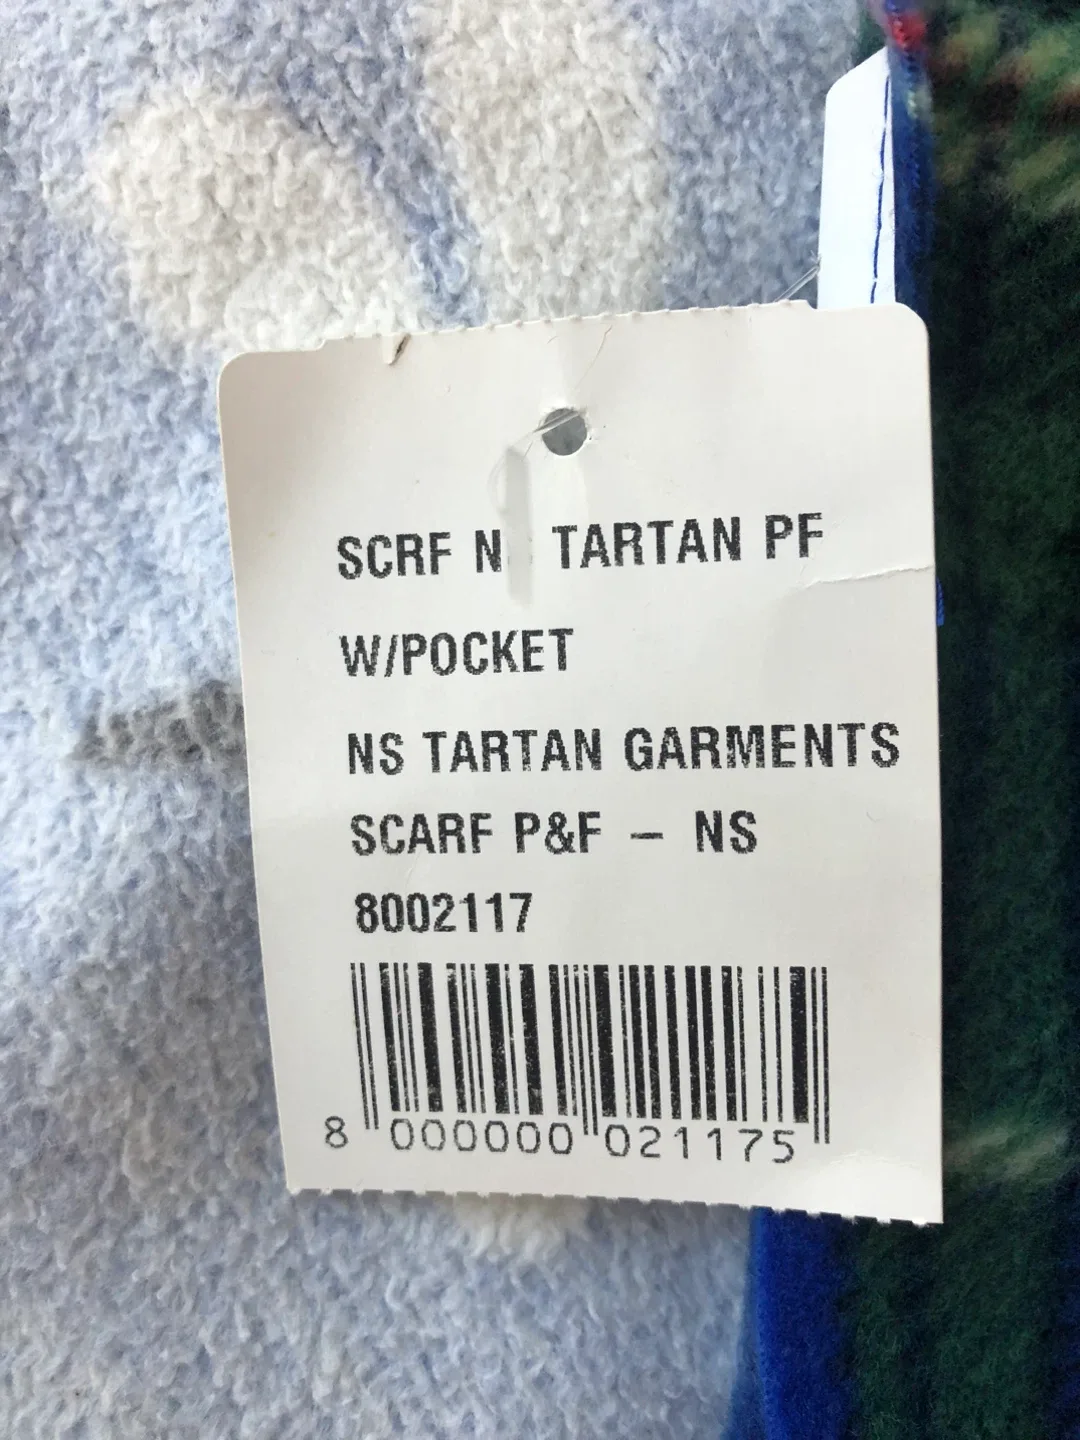 SCRF N TARTAN PF
W/POCKET
NS TARTAN GARMENTS
SCARF P&F – NS
8002117
8 000000 021175